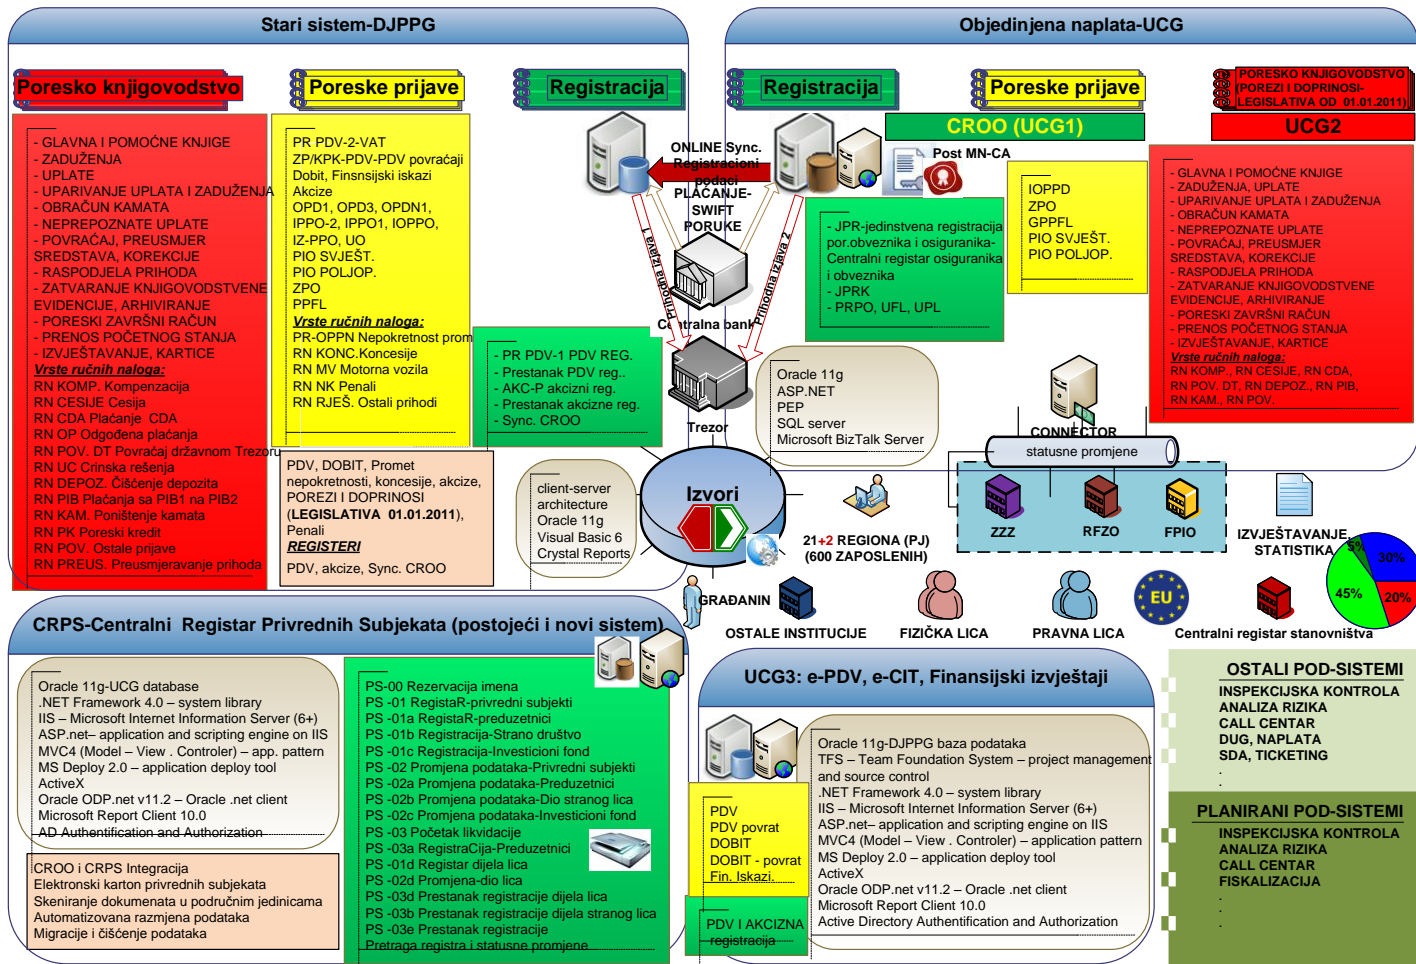 Stari sistem-DJPPG
Poresko knjigovodstvo
Poreske prijave
Registracija
- GLAVNA I POMOĆNE KNJIGE
- ZADUŽENJA
- UPLATE
- UPARIVANJE UPLATA I ZADUŽENJA
- OBRAČUN KAMATA
- NEPREPOZNATE UPLATE
- POVRAĆAJ, PREUSMJER
SREDSTAVA, KOREKCIJE
- RASPODJELA PRIHODA
- ZATVARANJE KNJIGOVODSTVENE
EVIDENCIJE, ARHIVIRANJE
- PORESKI ZAVRŠNI RAČUN
- PRENOS POČETNOG STANJA
- IZVJEŠTAVANJE, KARTICE
Vrste ručnih naloga:
RN KOMP. Kompenzacija
RN CESIJE Cesija
RN CDA Plaćanje  CDA
RN OP Odgođena plaćanja
RN POV. DT Povraćaj državnom Trezoru
RN UC Crinska rešenja
RN DEPOZ. Čišćenje depozita
RN PIB Plaćanja sa PIB1 na PIB2
RN KAM. Poništenje kamata
RN PK Poreski kredit
RN POV. Ostale prijave
RN PREUS. Preusmjeravanje prihoda
PR PDV-2-VAT
ZP/KPK-PDV-PDV povraćaji
Dobit, Finsnsijski iskazi
Akcize
OPD1, OPD3, OPDN1,
IPPO-2, IPPO1, IOPPO,
IZ-PPO, UO
PIO SVJEŠT.
PIO POLJOP.
ZPO
PPFL
Vrste ručnih naloga:
PR-OPPN Nepokretnost prom
RN KONC.Koncesije
RN MV Motorna vozila
RN NK Penali
RN RJEŠ. Ostali prihodi
PDV, DOBIT, Promet
nepokretnosti, koncesije, akcize,
POREZI I DOPRINOSI
(LEGISLATIVA  01.01.2011),
Penali
REGISTERI
PDV, akcize, Sync. CROO
- PR PDV-1 PDV REG.
- Prestanak PDV reg..
- AKC-P akcizni reg.
- Prestanak akcizne reg.
- Sync. CROO
client-server
architecture
Oracle 11g
Visual Basic 6
Crystal Reports
ONLINE Sync.
Registracioni
podaci
PLAĆANJE-
SWIFT
PORUKE
Prihodna izjava 1
Prihodna izjava 2
Centralna bank
Trezor
Izvori
Objedinjena naplata-UCG
Registracija
Poreske prijave
PORESKO KNJIGOVODSTVO
(POREZI I DOPRINOSI-
LEGISLATIVA OD  01.01.2011)
CROO (UCG1)
UCG2
Post MN-CA
- JPR-jedinstvena registracija
por.obveznika i osiguranika-
Centralni registar osiguranika
i obveznika
- JPRK
- PRPO, UFL, UPL
IOPPD
ZPO
GPPFL
PIO SVJEŠT.
PIO POLJOP.
- GLAVNA I POMOĆNE KNJIGE
- ZADUŽENJA, UPLATE
- UPARIVANJE UPLATA I ZADUŽENJA
- OBRAČUN KAMATA
- NEPREPOZNATE UPLATE
- POVRAĆAJ, PREUSMJER
SREDSTAVA, KOREKCIJE
- RASPODJELA PRIHODA
- ZATVARANJE KNJIGOVODSTVENE
EVIDENCIJE, ARHIVIRANJE
- PORESKI ZAVRŠNI RAČUN
- PRENOS POČETNOG STANJA
- IZVJEŠTAVANJE, KARTICE
Vrste ručnih naloga:
RN KOMP., RN CESIJE, RN CDA,
RN POV. DT, RN DEPOZ., RN PIB,
RN KAM., RN POV.
Oracle 11g
ASP.NET
PEP
SQL server
Microsoft BizTalk Server
CONNECTOR
statusne promjene
ZZZ
RFZO
FPIO
21+2 REGIONA (PJ)
(600 ZAPOSLENIH)
IZVJEŠTAVANJE,
STATISTIKA
5%
30%
45%
20%
GRAĐANIN
OSTALE INSTITUCIJE
FIZIČKA LICA
PRAVNA LICA
EU
Centralni registar stanovništva
CRPS-Centralni  Registar Privrednih Subjekata (postojeći i novi sistem)
Oracle 11g-UCG database
.NET Framework 4.0 – system library
IIS – Microsoft Internet Information Server (6+)
ASP.net– application and scripting engine on IIS
MVC4 (Model – View . Controler) – app. pattern
MS Deploy 2.0 – application deploy tool
ActiveX
Oracle ODP.net v11.2 – Oracle .net client
Microsoft Report Client 10.0
AD Authentification and Authorization
CROO i CRPS Integracija
Elektronski karton privrednih subjekata
Skeniranje dokumenata u područnim jedinicama
Automatizovana razmjena podataka
Migracije i čišćenje podataka
PS-00 Rezervacija imena
PS -01 RegistaR-privredni subjekti
PS -01a RegistaR-preduzetnici
PS -01b Registracija-Strano društvo
PS -01c Registracija-Investicioni fond
PS -02 Promjena podataka-Privredni subjekti
PS -02a Promjena podataka-Preduzetnici
PS -02b Promjena podataka-Dio stranog lica
PS -02c Promjena podataka-Investicioni fond
PS -03 Početak likvidacije
PS -03a RegistraCija-Preduzetnici
PS -01d Registar dijela lica
PS -02d Promjena-dio lica
PS -03d Prestanak registracije dijela lica
PS -03b Prestanak registracije dijela stranog lica
PS -03e Prestanak registracije
Pretraga registra i statusne promjene
UCG3: e-PDV, e-CIT, Finansijski izvještaji
PDV
PDV povrat
DOBIT
DOBIT - povrat
Fin. Iskazi.
PDV I AKCIZNA
registracija
Oracle 11g-DJPPG baza podataka
TFS – Team Foundation System – project management
and source control
.NET Framework 4.0 – system library
IIS – Microsoft Internet Information Server (6+)
ASP.net– application and scripting engine on IIS
MVC4 (Model – View . Controler) – application pattern
MS Deploy 2.0 – application deploy tool
ActiveX
Oracle ODP.net v11.2 – Oracle .net client
Microsoft Report Client 10.0
Active Directory Authentification and Authorization
OSTALI POD-SISTEMI
INSPEKCIJSKA KONTROLA
ANALIZA RIZIKA
CALL CENTAR
DUG, NAPLATA
SDA, TICKETING
.
.
PLANIRANI POD-SISTEMI
INSPEKCIJSKA KONTROLA
ANALIZA RIZIKA
CALL CENTAR
FISKALIZACIJA
.
.
.